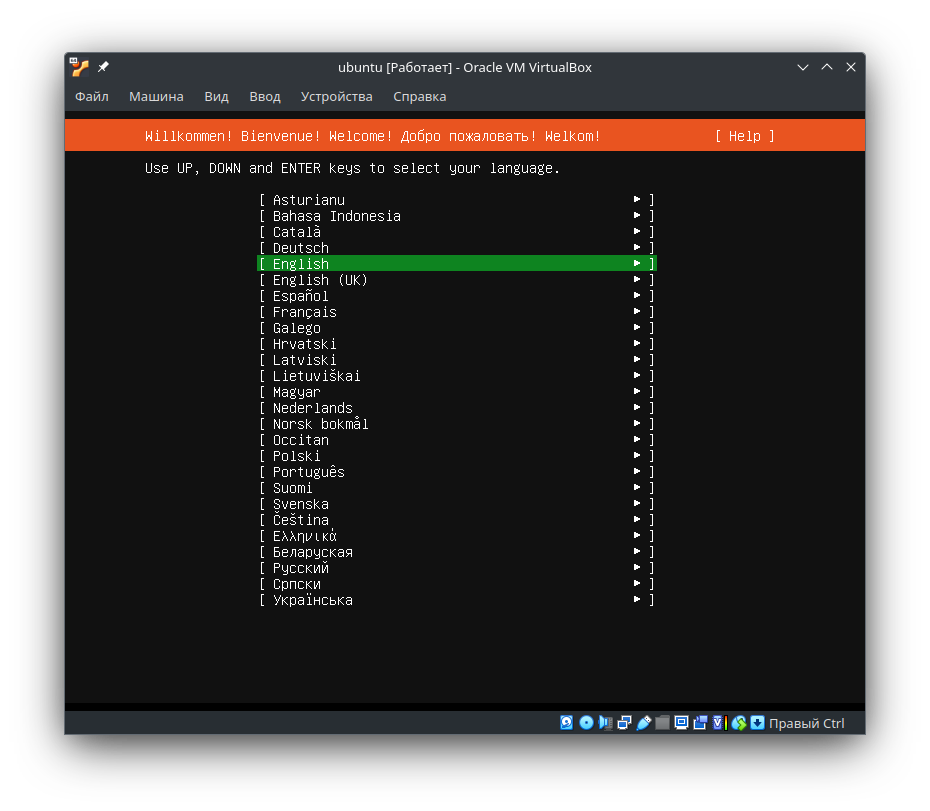 ubuntu [Работает] - Oracle VM VirtualBox
Файл Машина Вид Ввод Устройства Справка
Willkommen! Bienvenue! Welcome! Добро пожаловать! Welkom! [ Help ]
Use UP, DOWN and ENTER keys to select your language.
[ Asturianu ► ]
[ Bahasa Indonesia ► ]
[ Català ► ]
[ Deutsch ► ]
[ English ► ]
[ English (UK) ► ]
[ Español ► ]
[ Français ► ]
[ Galego ► ]
[ Hrvatski ► ]
[ Latviski ► ]
[ Lietuviškai ► ]
[ Magyar ► ]
[ Nederlands ► ]
[ Norsk bokmål ► ]
[ Occitan ► ]
[ Polski ► ]
[ Português ► ]
[ Suomi ► ]
[ Svenska ► ]
[ Čeština ► ]
[ Ελληνικά ► ]
[ Беларуская ► ]
[ Русский ► ]
[ Српски ► ]
[ Українська ► ]
Правый Ctrl